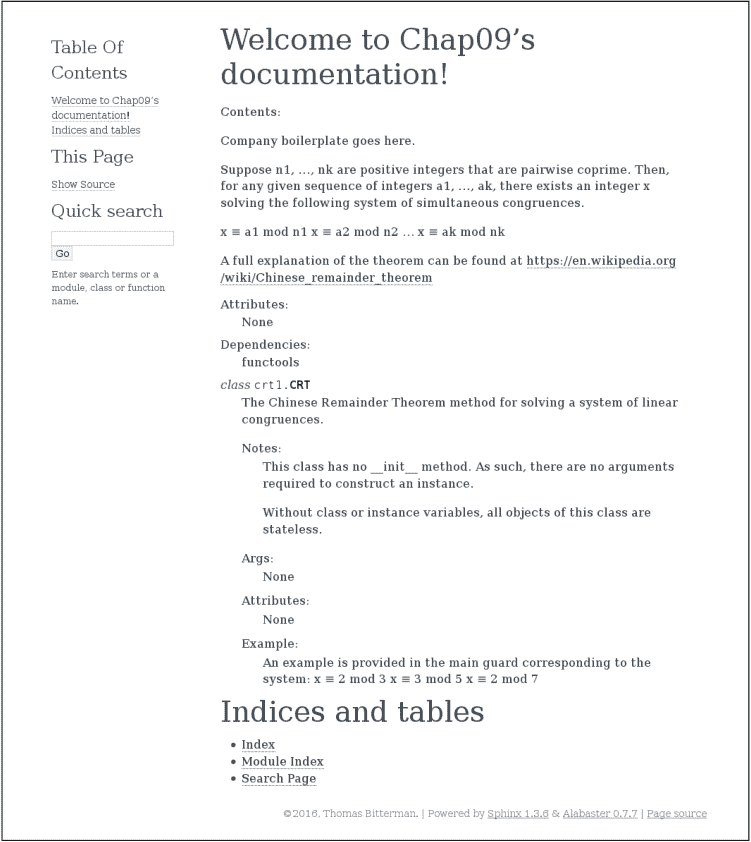 Table Of
Contents
Welcome to Chap09’s
documentation!
Indices and tables
This Page
Show Source
Quick search
Go
Enter search terms or a
module, class or function
name.
Welcome to Chap09’s
documentation!
Contents:
Company boilerplate goes here.
Suppose n1, …, nk are positive integers that are pairwise coprime. Then,
for any given sequence of integers a1, …, ak, there exists an integer x
solving the following system of simultaneous congruences.
x ≡ a1 mod n1 x ≡ a2 mod n2 … x ≡ ak mod nk
A full explanation of the theorem can be found at https://en.wikipedia.org
/wiki/Chinese_remainder_theorem
Attributes:
None
Dependencies:
functools
class crt1.CRT
The Chinese Remainder Theorem method for solving a system of linear
congruences.
Notes:
This class has no __init__ method. As such, there are no arguments
required to construct an instance.
Without class or instance variables, all objects of this class are
stateless.
Args:
None
Attributes:
None
Example:
An example is provided in the main guard corresponding to the
system: x ≡ 2 mod 3 x ≡ 3 mod 5 x ≡ 2 mod 7
Indices and tables
• Index
• Module Index
• Search Page
©2016, Thomas Bitterman. | Powered by Sphinx 1.3.6 & Alabaster 0.7.7 | Page source